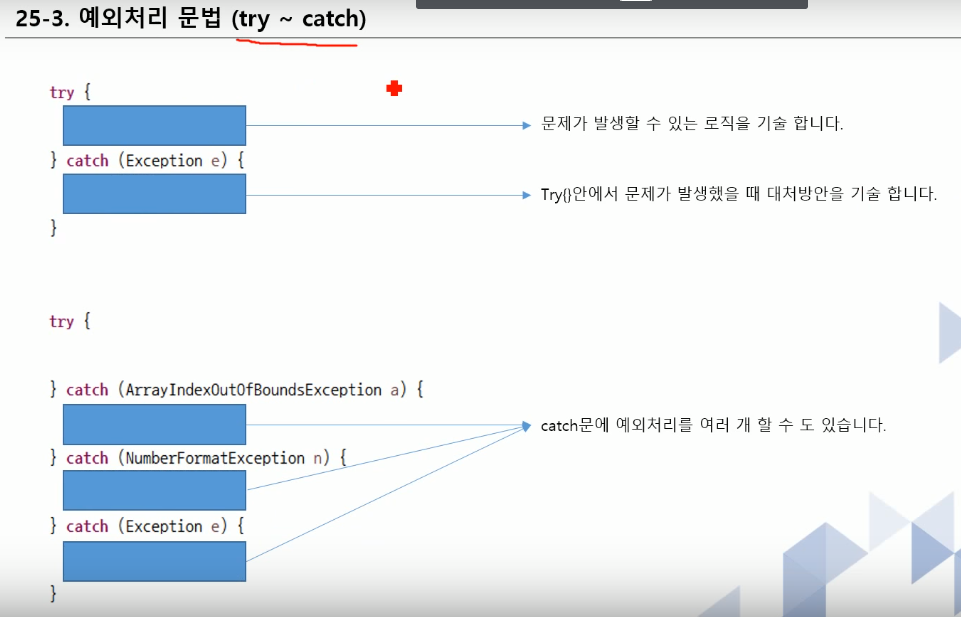 25-3. 예외처리 문법 (try ~ catch)
try {
문제가 발생할 수 있는 로직을 기술 합니다.
} catch (Exception e) {
Try{}안에서 문제가 발생했을 때 대처방안을 기술 합니다.
}
try {
} catch (ArrayIndexOutOfBoundsException a) {
catch문에 예외처리를 여러 개 할 수 도 있습니다.
} catch (NumberFormatException n) {
} catch (Exception e) {
}